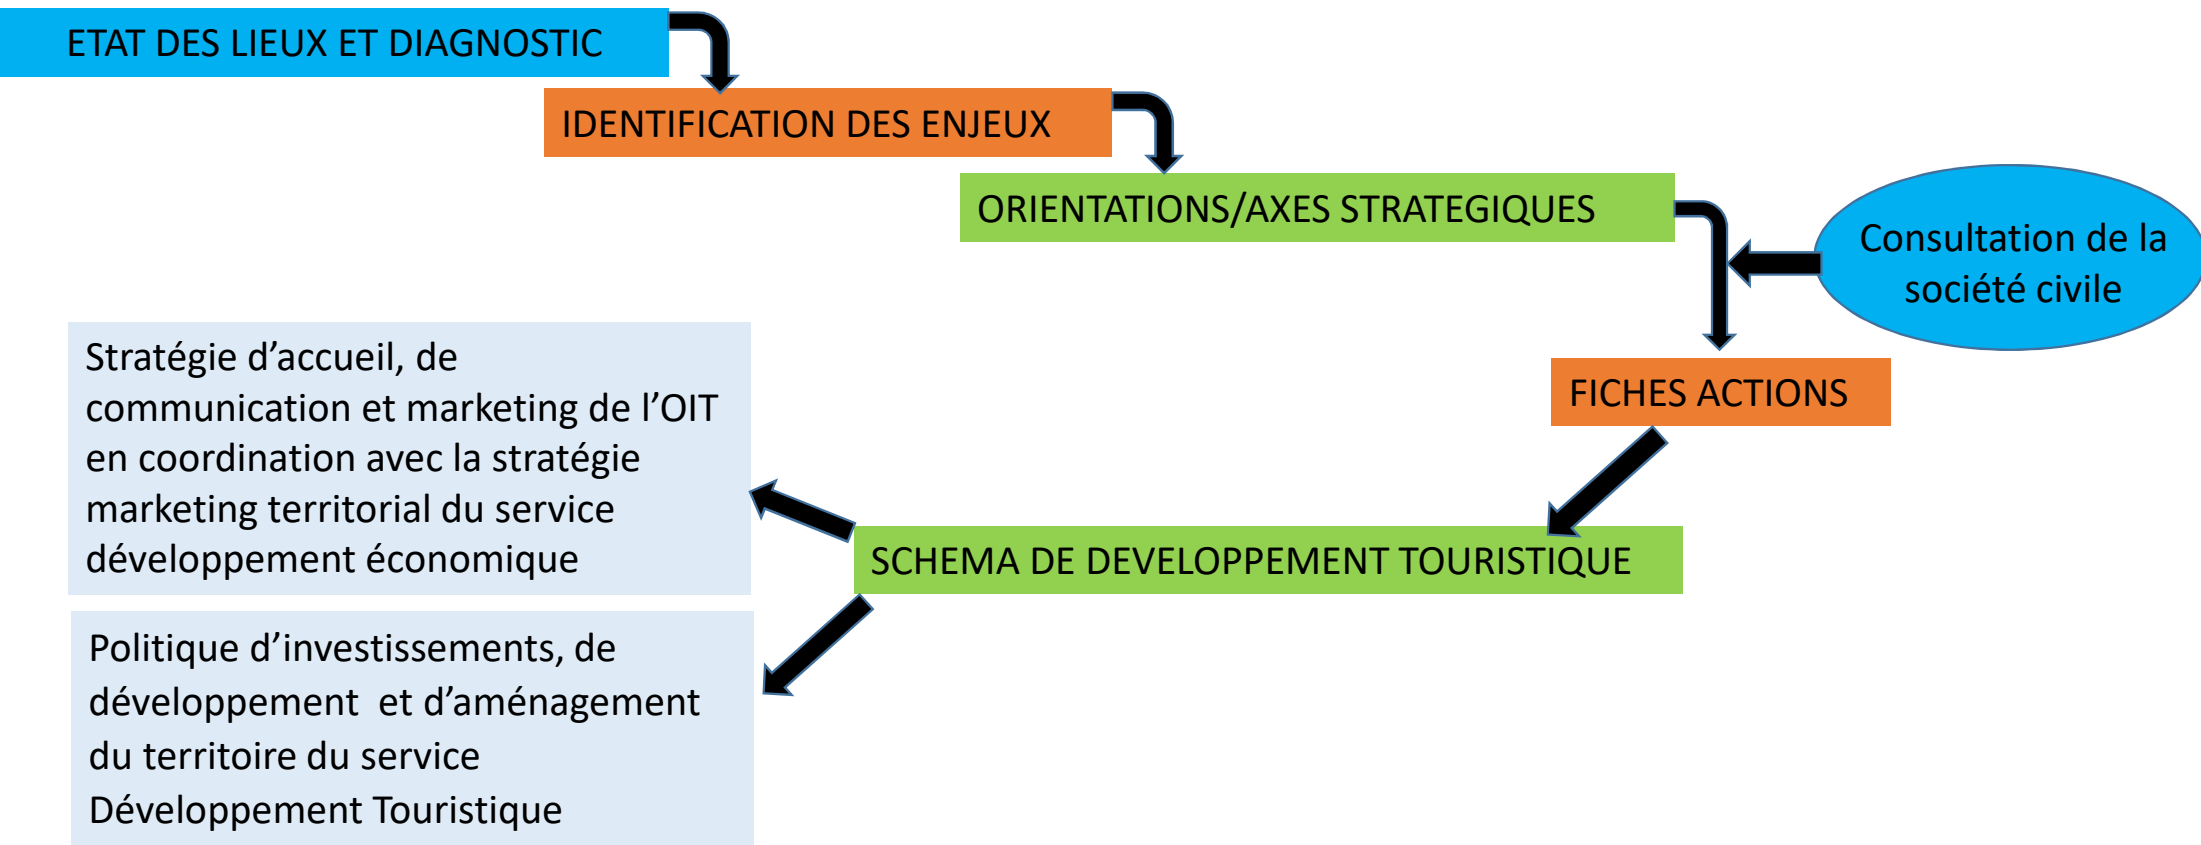 ETAT DES LIEUX ET DIAGNOSTIC
IDENTIFICATION DES ENJEUX
ORIENTATIONS/AXES STRATEGIQUES
Consultation de la
société civile
FICHES ACTIONS
SCHEMA DE DEVELOPPEMENT TOURISTIQUE
Stratégie d’accueil, de
communication et marketing de l’OIT
en coordination avec la stratégie
marketing territorial du service
développement économique
Politique d’investissements, de
développement  et d’aménagement
du territoire du service
Développement Touristique